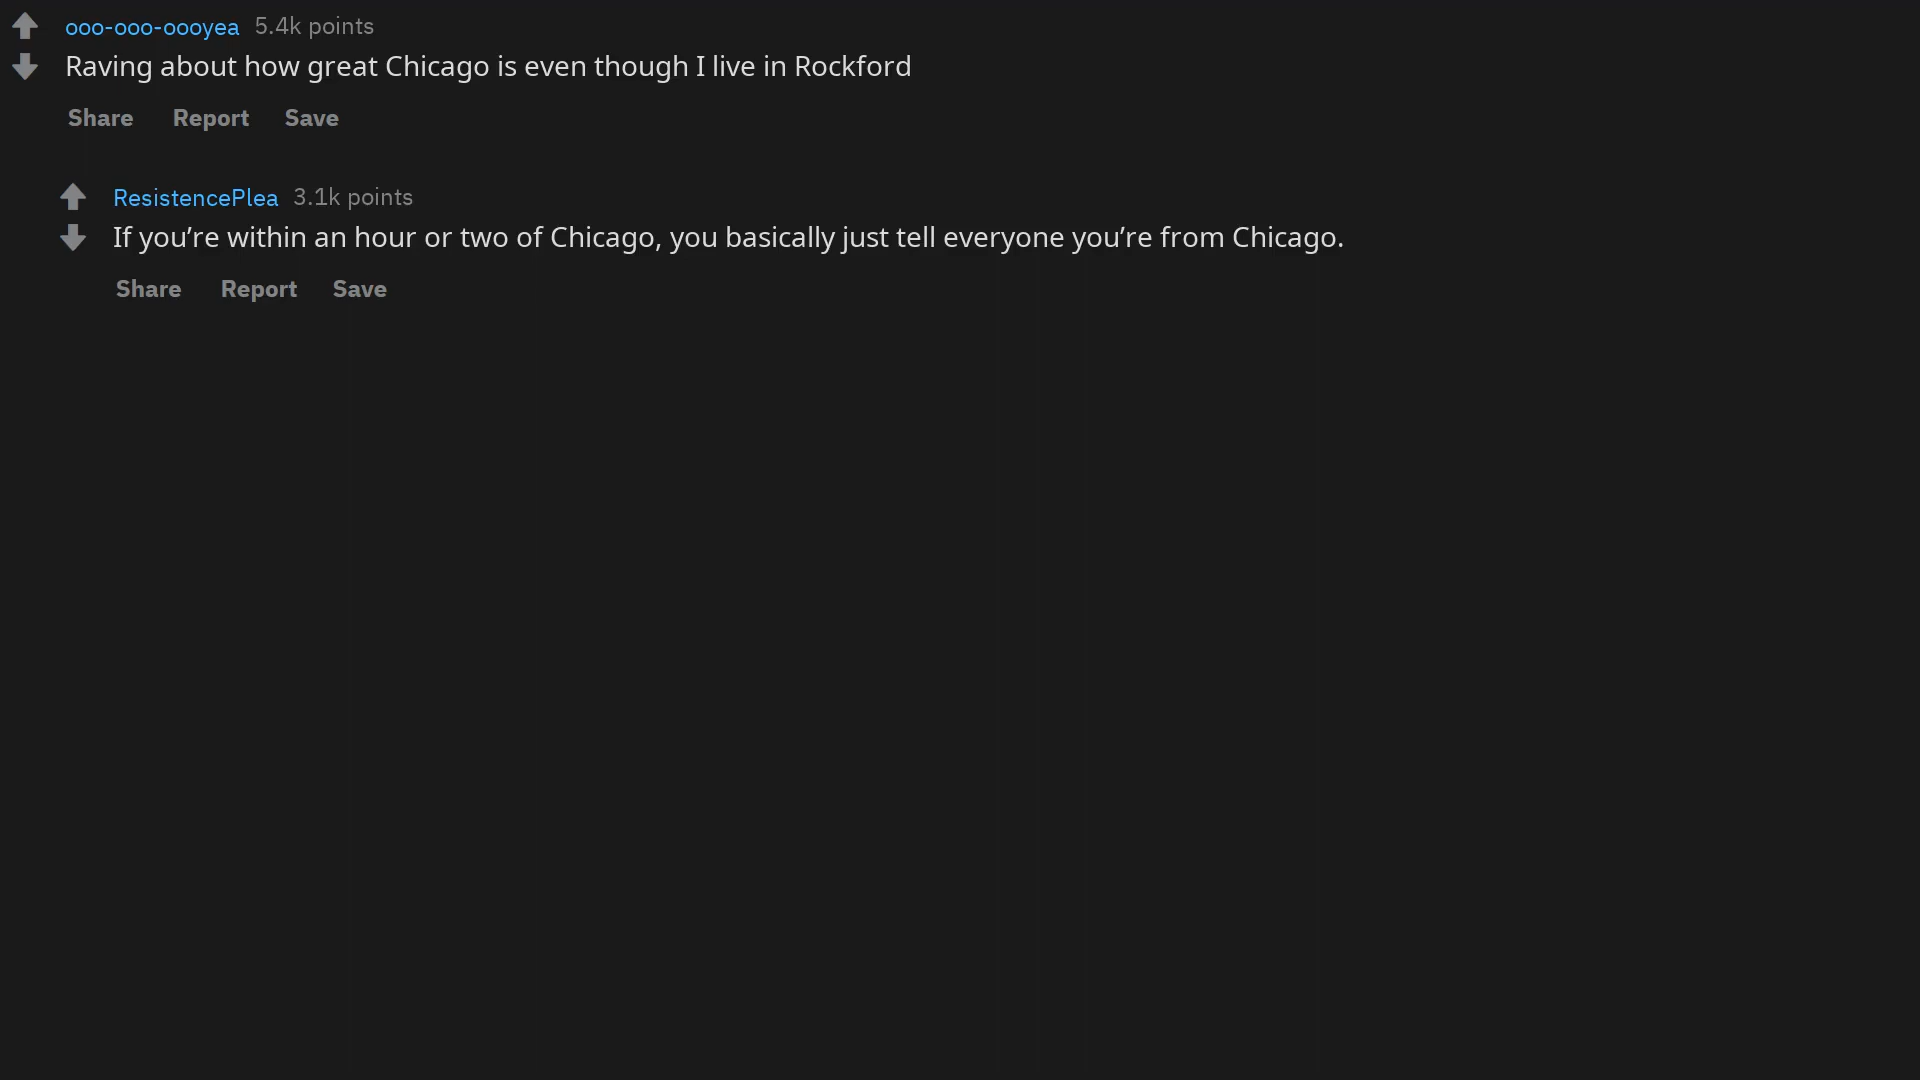 ooo-ooo-oooyea 5.4k points
Raving about how great Chicago is even though I live in Rockford
Share Report Save
ResistencePlea 3.1k points
If you’re within an hour or two of Chicago, you basically just tell everyone you’re from Chicago.
Share Report Save